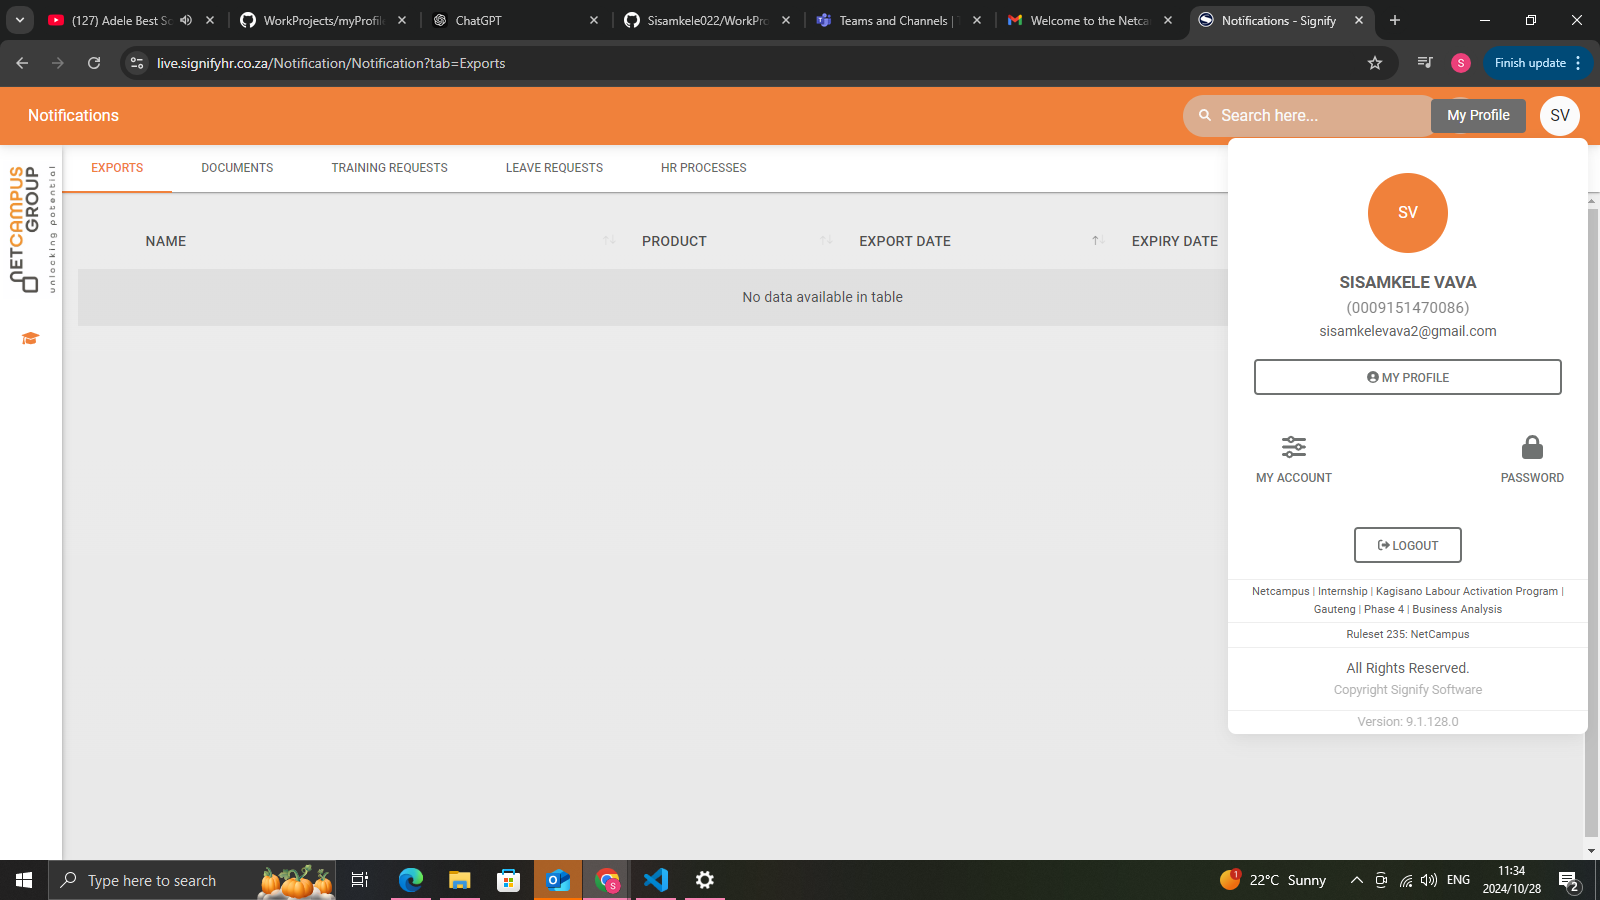 (127) Adele Best So
WorkProjects/myProfile
ChatGPT
Sisamkele022/WorkPro
Teams and Channels |
Welcome to the Netca
Notifications - Signify
live.signifyhr.co.za/Notification/Notification?tab=Exports
S
Finish update
Notifications
Search here...
My Profile
SV
NETCAMPUS
GROUP
unlocking potential
EXPORTS
DOCUMENTS
TRAINING REQUESTS
LEAVE REQUESTS
HR PROCESSES
NAME
PRODUCT
EXPORT DATE
EXPIRY DATE
No data available in table
SV
SISAMKELE VAVA
(0009151470086)
sisamkelevava2@gmail.com
MY PROFILE
MY ACCOUNT
PASSWORD
LOGOUT
Netcampus | Internship | Kagisano Labour Activation Program |
Gauteng | Phase 4 | Business Analysis
Ruleset 235: NetCampus
All Rights Reserved.
Copyright Signify Software
Version: 9.1.128.0
Type here to search
S
1
22°C Sunny
ENG
11:34
2024/10/28
2